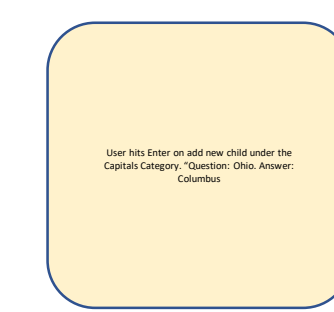 User hits Enter on add new child under the
Capitals Category. “Question: Ohio. Answer:
Columbus